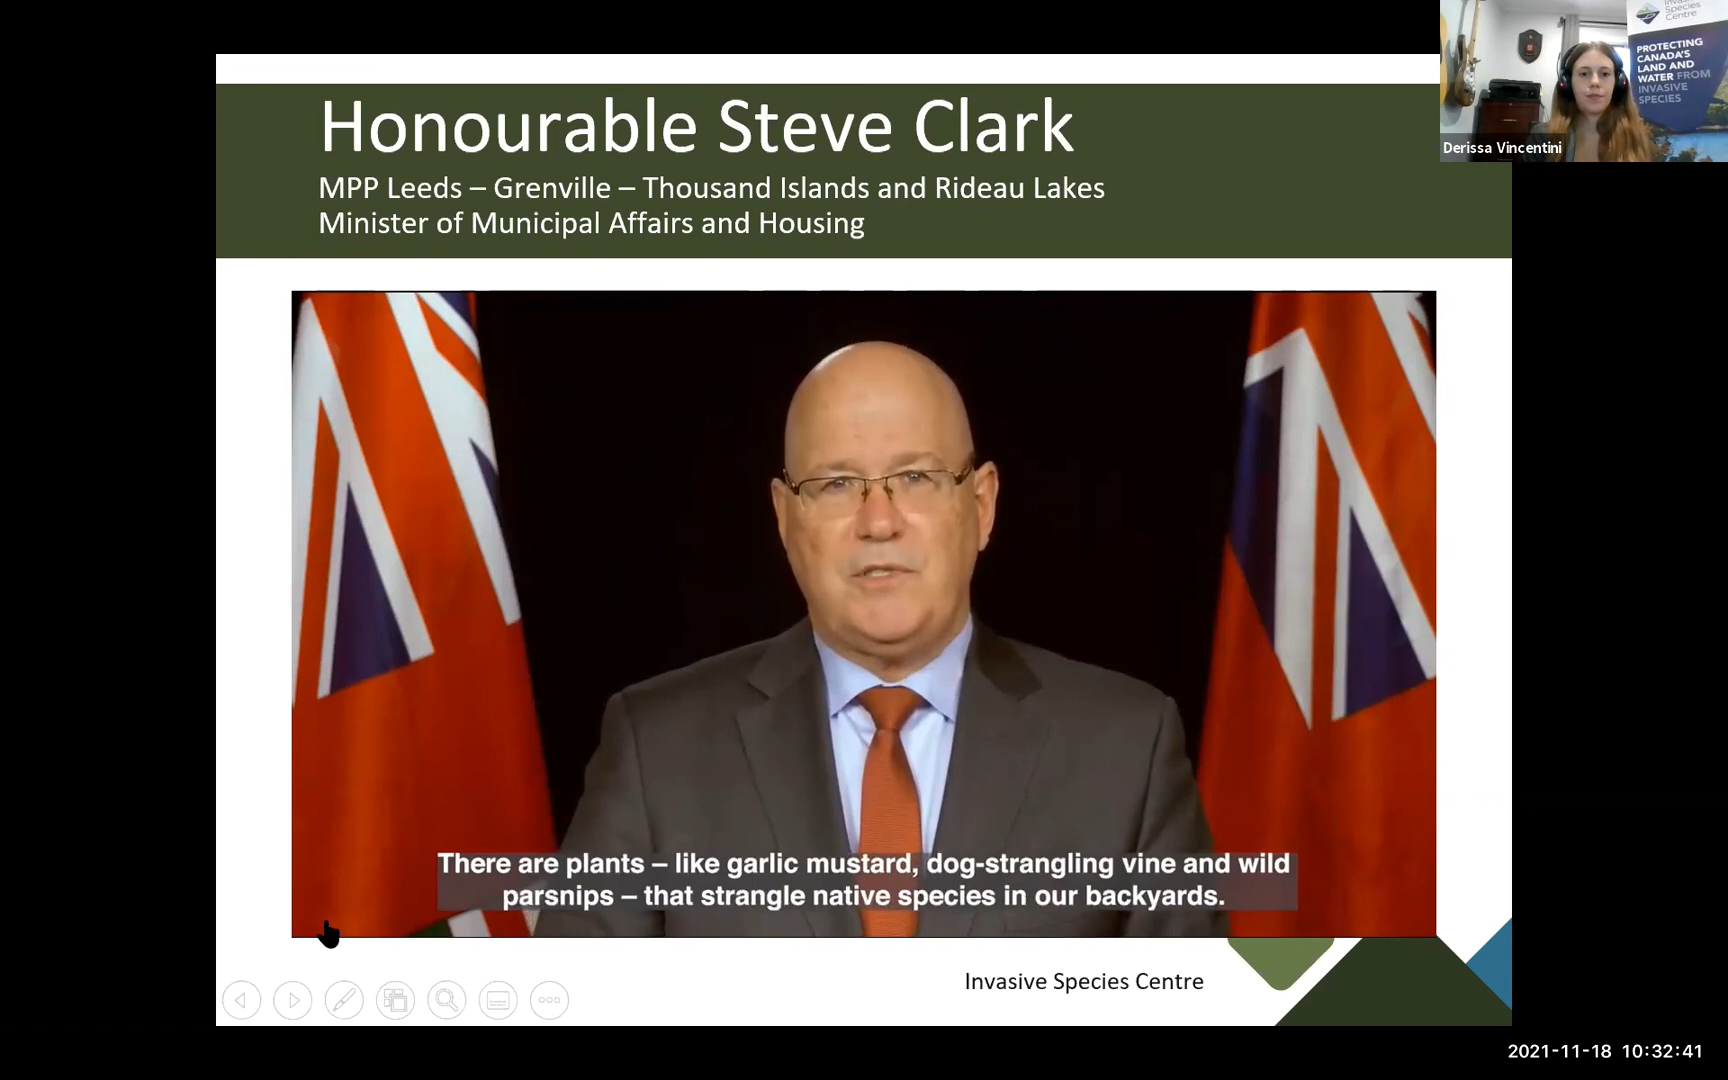 Honourable Steve Clark
MPP Leeds – Grenville – Thousand Islands and Rideau Lakes
Minister of Municipal Affairs and Housing
Species
Centre
PROTECTING
CANADA'S
LAND AND
WATER FROM
INVASIVE
SPECIES
Derissa Vincentini
There are plants – like garlic mustard, dog-strangling vine and wild
parsnips – that strangle native species in our backyards.
Invasive Species Centre
2021-11-18 10:32:41